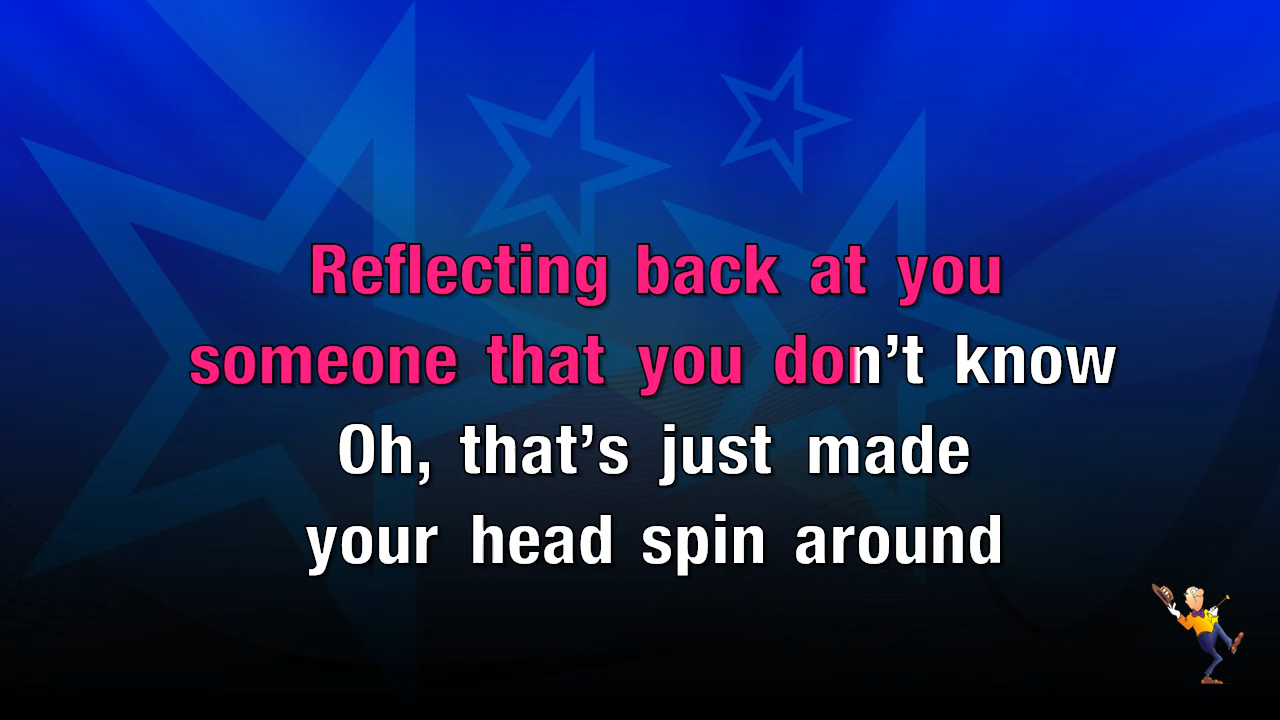 Reflecting back at you
someone that you don’t know
Oh, that’s just made
your head spin around